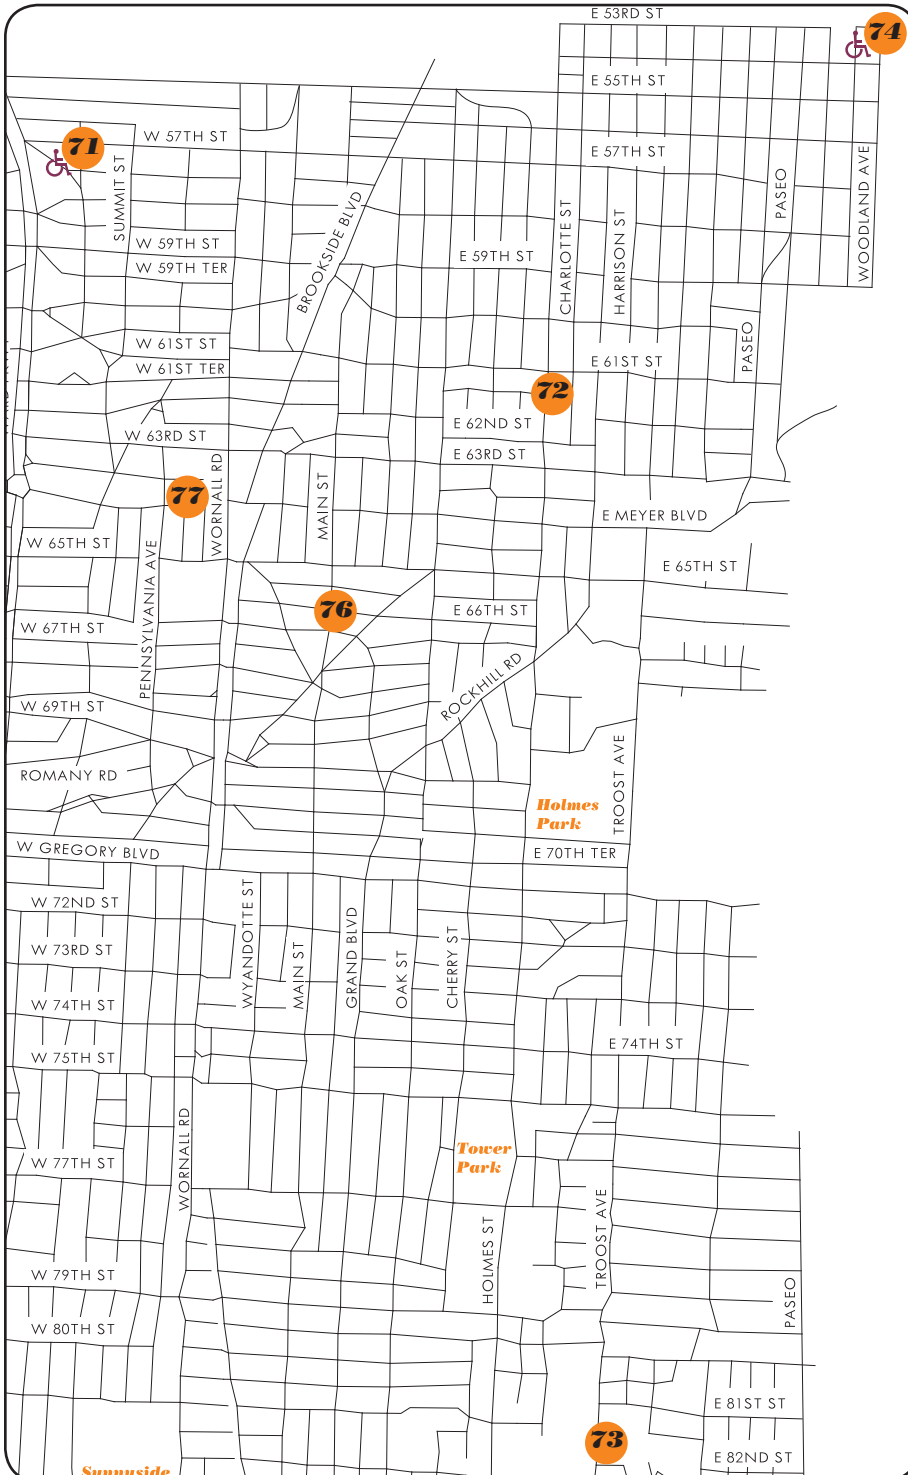 E 53RD ST
74
E 55TH ST
71
W 57TH ST
E 57TH ST
SUMMIT ST
WOODLAND AVE
PASEO
BROOKSIDE BLVD
CHARLOTTE ST
HARRISON ST
W 59TH ST
E 59TH ST
W 59TH TER
PASEO
W 61ST ST
E 61ST ST
W 61ST TER
72
E 62ND ST
W 63RD ST
E 63RD ST
WORNALL RD
MAIN ST
77
E MEYER BLVD
W 65TH ST
E 65TH ST
PENNSYLVANIA AVE
76
E 66TH ST
W 67TH ST
ROCKHILL RD
W 69TH ST
TROOST AVE
ROMANY RD
Holmes
Park
W GREGORY BLVD
E 70TH TER
W 72ND ST
WYANDOTTE ST
MAIN ST
GRAND BLVD
OAK ST
CHERRY ST
W 73RD ST
W 74TH ST
E 74TH ST
W 75TH ST
WORNALL RD
Tower
Park
W 77TH ST
HOLMES ST
TROOST AVE
PASEO
W 79TH ST
W 80TH ST
E 81ST ST
73
E 82ND ST
Sunnyside